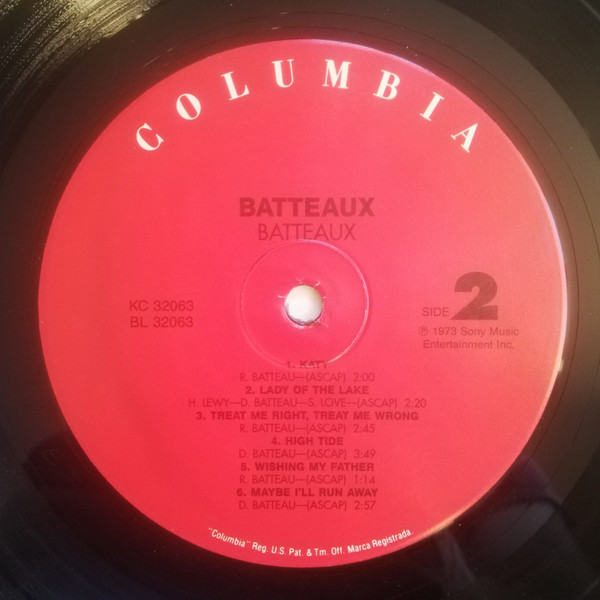 COLUMBIA
BATTEAUX
BATTEAUX
KC 32063
BL 32063
SIDE 2
℗ 1973 Sony Music
Entertainment Inc.
1. KATY
R. BATTEAU—(ASCAP) 2:00
2. LADY OF THE LAKE
H. LEWY—D. BATTEAU—S. LOVE—(ASCAP) 2:20
3. TREAT ME RIGHT, TREAT ME WRONG
R. BATTEAU—(ASCAP) 2:45
4. HIGH TIDE
D. BATTEAU—(ASCAP) 3:49
5. WISHING MY FATHER
R. BATTEAU—(ASCAP) 1:14
6. MAYBE I'LL RUN AWAY
D. BATTEAU—(ASCAP) 2:57
"Columbia" Reg. U.S. Pat. & Tm. Off. Marca Registrada.